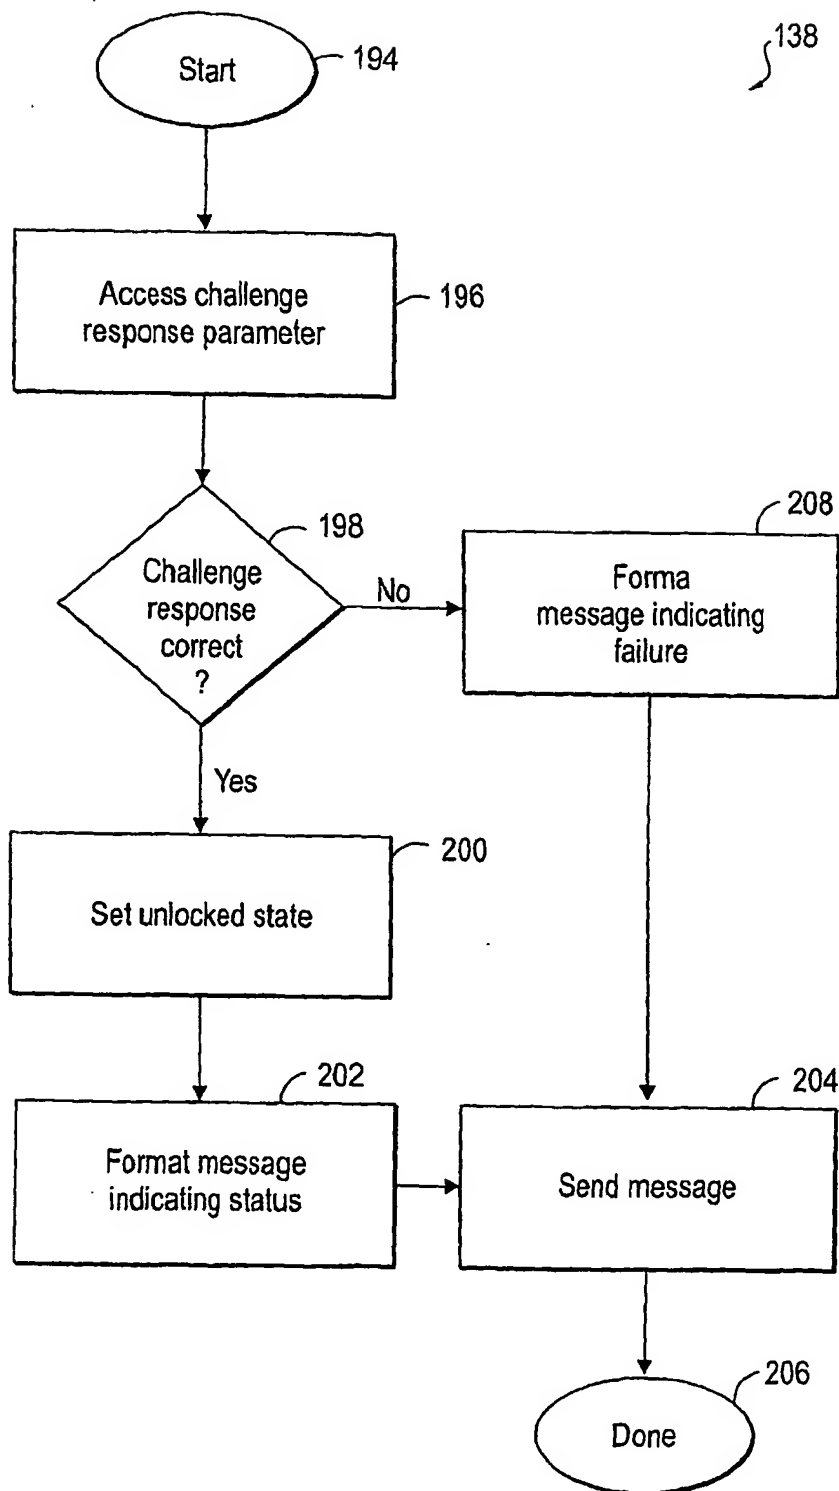 Start
194
138
Access challenge
response parameter
196
Challenge
response
correct
?
198
No
Forma
message indicating
failure
208
Yes
Set unlocked state
200
Format message
indicating status
202
Send message
204
Done
206